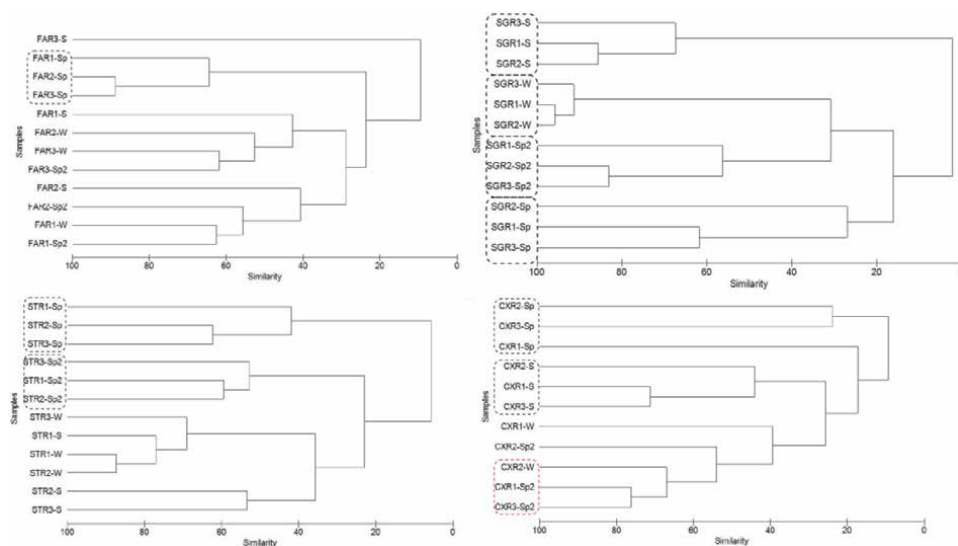 FAR3-S
FAR1-Sp
FAR2-Sp
FAR3-Sp
FAR1-S
FAR2-W
FAR3-W
FAR3-Sp2
FAR2-S
FAR2-Sp2
FAR1-W
FAR1-Sp2
Samples
100 80 60 40 20 0
Similarity
SGR3-S
SGR1-S
SGR2-S
SGR3-W
SGR1-W
SGR2-W
SGR1-Sp2
SGR2-Sp2
SGR3-Sp2
SGR2-Sp
SGR1-Sp
SGR3-Sp
Samples
100 80 60 40 20
Similarity
STR1-Sp
STR2-Sp
STR3-Sp
STR3-Sp2
STR1-Sp2
STR2-Sp2
STR3-W
STR1-S
STR1-W
STR2-W
STR2-S
STR3-S
Samples
100 80 60 40 20 0
Similarity
CXR2-Sp
CXR3-Sp
CXR1-Sp
CXR2-S
CXR1-S
CXR3-S
CXR1-W
CXR2-Sp2
CXR2-W
CXR1-Sp2
CXR3-Sp2
Samples
100 80 60 40 20 0
Similarity